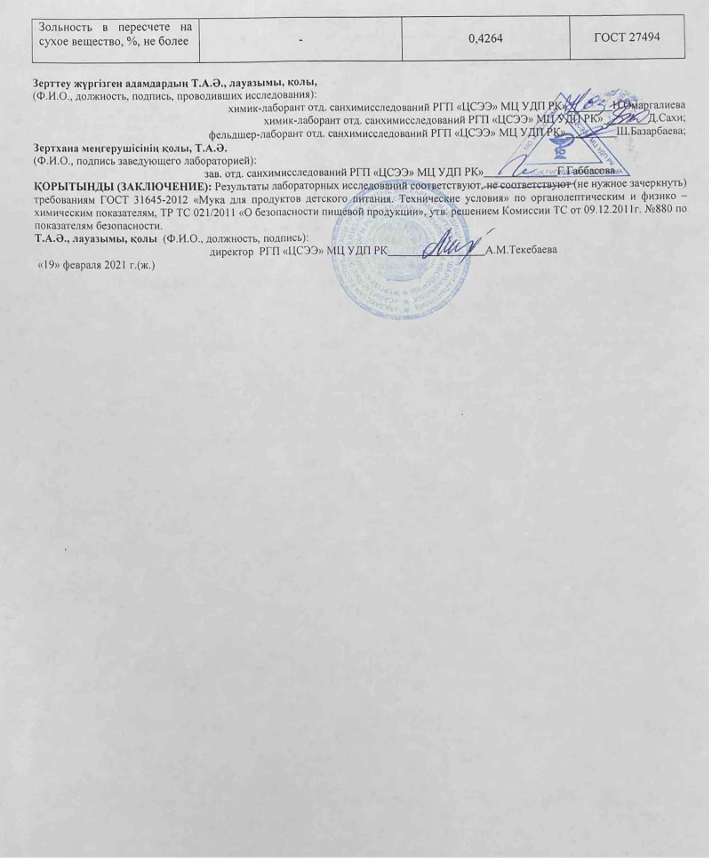 Зольность в пересчете на сухое вещество, %, не более - 0,4264 ГОСТ 27494
Зерттеу жүргізген адамдардың Т.А.Ә., лауазымы, қолы,
(Ф.И.О., должность, подпись, проводивших исследования):
химик-лаборант отд. санхимисследований РГП «ЦСЭЭ» МЦ УДП РК» Н.Омаргалиева
химик-лаборант отд. санхимисследований РГП «ЦСЭЭ» МЦ УДП РК» Д.Сахи;
фельдшер-лаборант отд. санхимисследований РГП «ЦСЭЭ» МЦ УДП РК»_______Ш.Базарбаева;
Зертхана меңгерушісінің қолы, Т.А.Ә.
(Ф.И.О., подпись заведующего лабораторией):
зав. отд. санхимисследований РГП «ЦСЭЭ» МЦ УДП РК»____________Г.Габбасова
ҚОРЫТЫНДЫ (ЗАКЛЮЧЕНИЕ): Результаты лабораторных исследований соответствуют, не соответствуют (не нужное зачеркнуть)
требованиям ГОСТ 31645-2012 «Мука для продуктов детского питания. Технические условия» по органолептическим и физико –
химическим показателям, ТР ТС 021/2011 «О безопасности пищевой продукции», утв. решением Комиссии ТС от 09.12.2011г. №880 по
показателям безопасности.
Т.А.Ә., лауазымы, қолы (Ф.И.О., должность, подпись):
директор РГП «ЦСЭЭ» МЦ УДП РК________________А.М.Текебаева
«19» февраля 2021 г.(ж.)